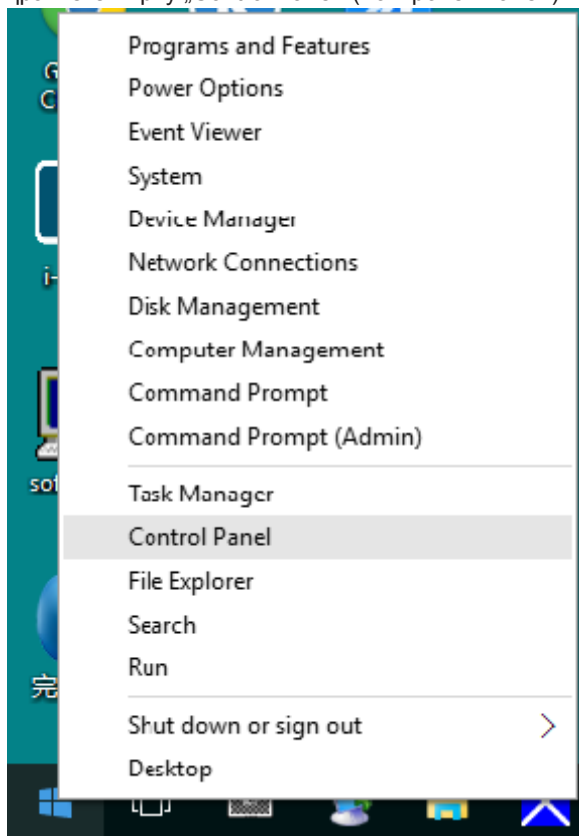 Programs and Features
Power Options
Event Viewer
System
Device Manager
Network Connections
Disk Management
Computer Management
Command Prompt
Command Prompt (Admin)
Task Manager
Control Panel
File Explorer
Search
Run
Shut down or sign out
Desktop